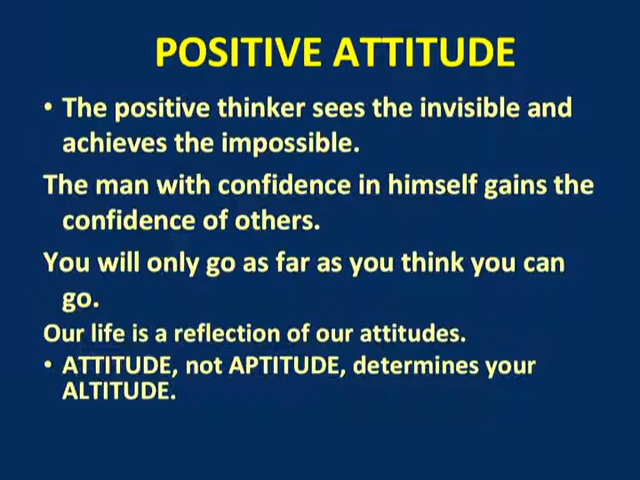 POSITIVE ATTITUDE
• The positive thinker sees the invisible and
achieves the impossible.
The man with confidence in himself gains the
confidence of others.
You will only go as far as you think you can
go.
Our life is a reflection of our attitudes.
• ATTITUDE, not APTITUDE, determines your
ALTITUDE.